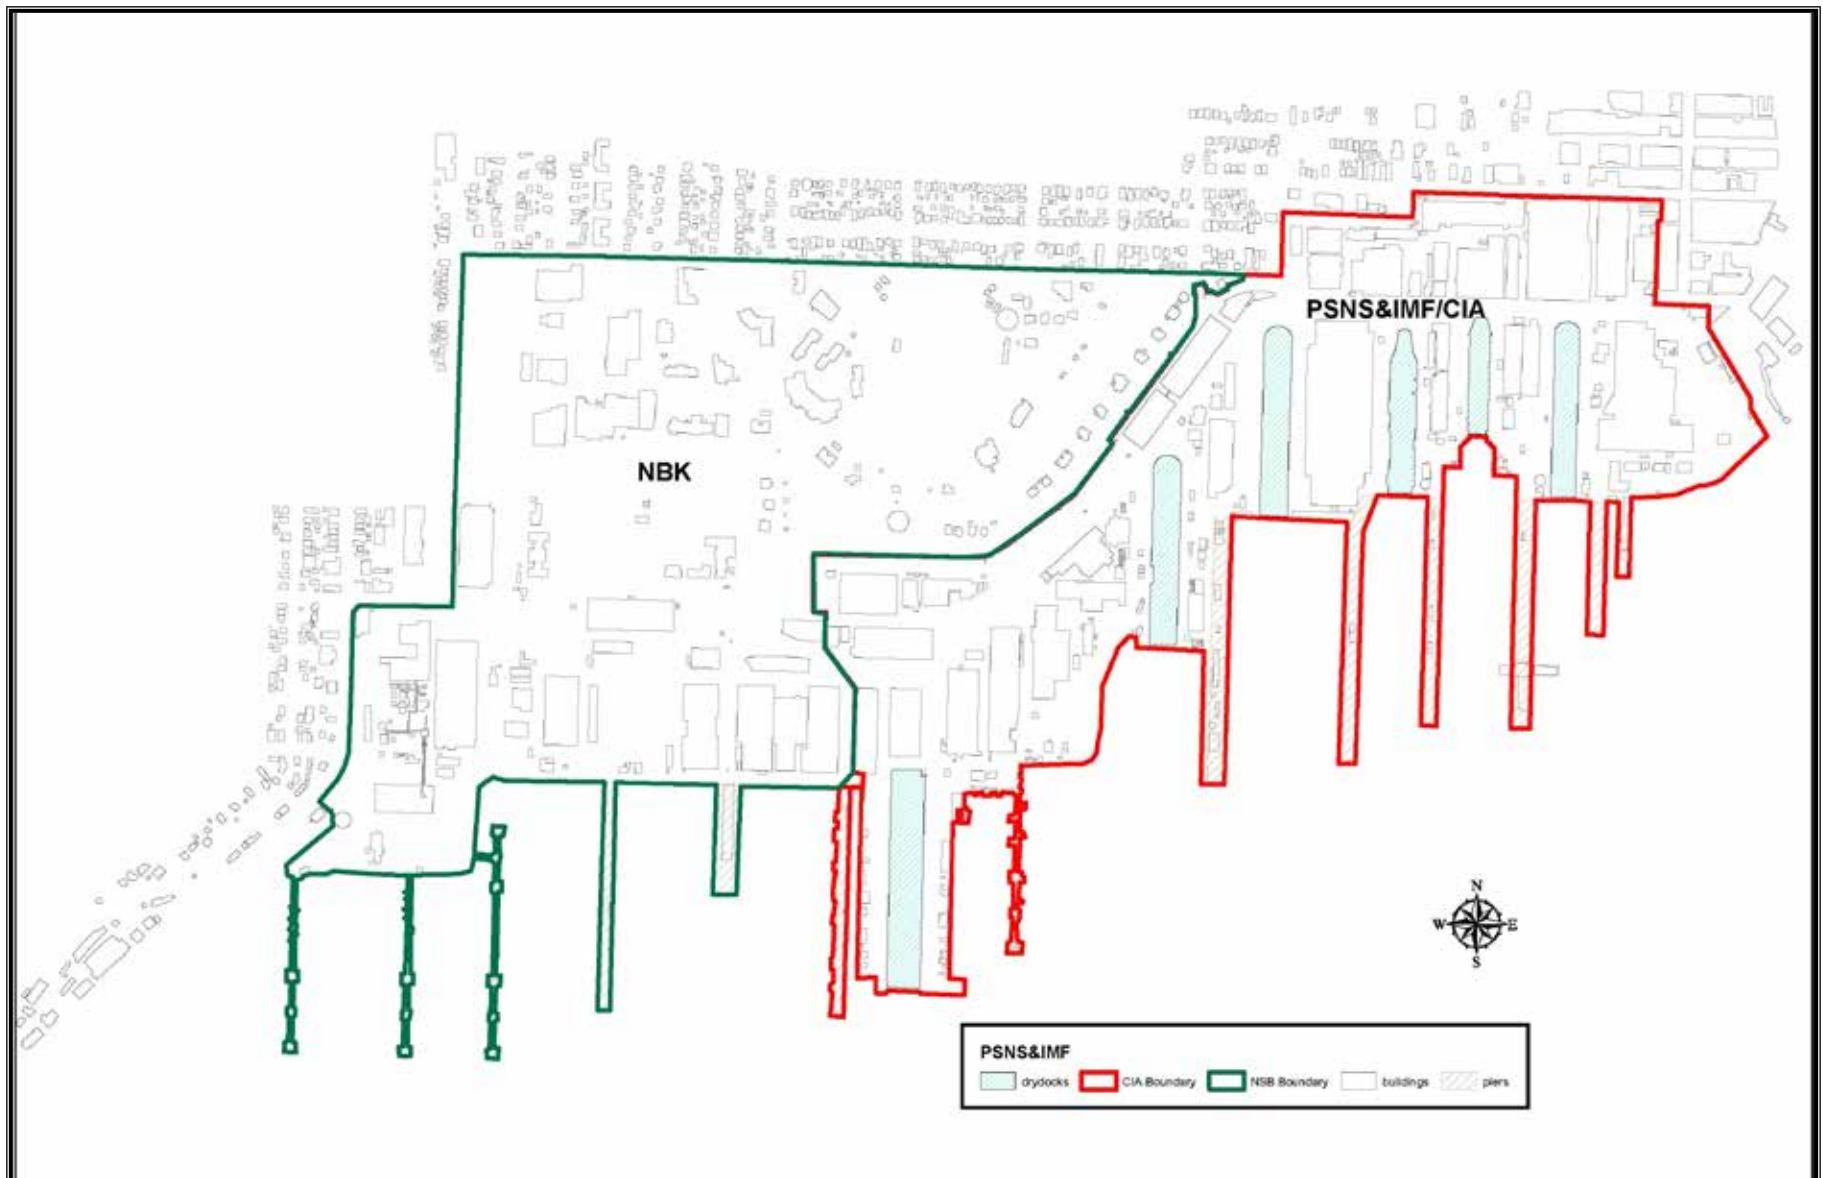 PSNS&IMF/CIA
NBK
N
W E
S
PSNS&IMF
drydocks CIA Boundary NSB Boundary buildings piers